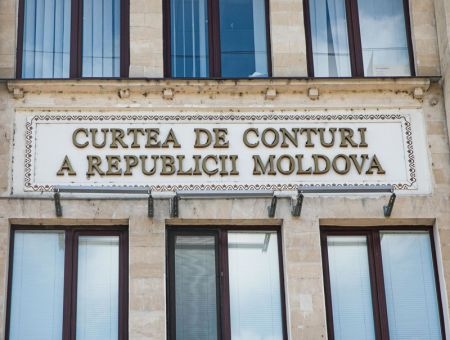 CURTEA DE CONTURI
A REPUBLICII MOLDOVA